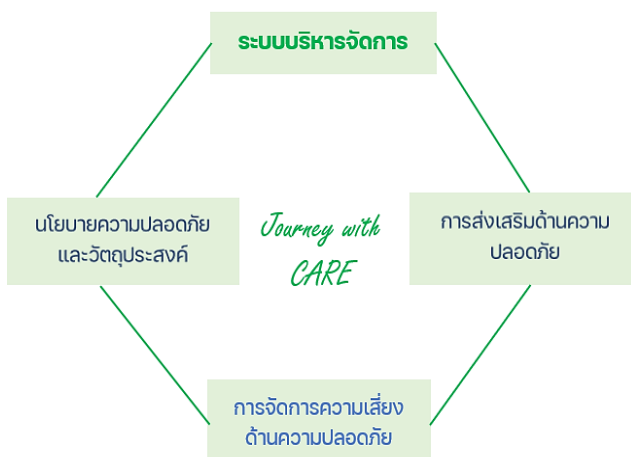 ระบบบริหารจัดการ
นโยบายความปลอดภัย
และวัตถุประสงค์
Journey with
CARE
การส่งเสริมด้านความ
ปลอดภัย
การจัดการความเสี่ยง
ด้านความปลอดภัย